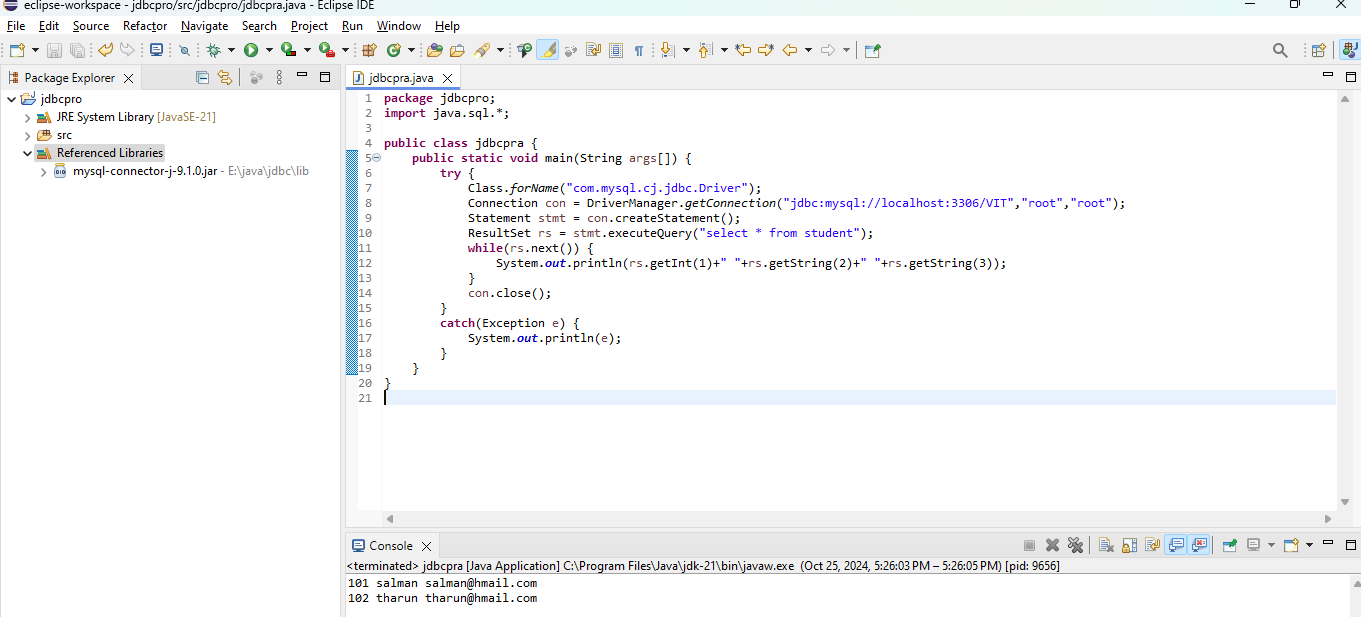 eclipse-workspace - jdbcpro/src/jdbcpro/jdbcpra.java - Eclipse IDE
File Edit Source Refactor Navigate Search Project Run Window Help
Package Explorer
jdbcpro
JRE System Library [JavaSE-21]
src
Referenced Libraries
mysql-connector-j-9.1.0.jar - E:\java\jdbc\lib
jdbcpra.java
1 package jdbcpro;
2 import java.sql.*;
3
4 public class jdbcpra {
5 public static void main(String args[]) {
6 try {
7 Class.forName("com.mysql.cj.jdbc.Driver");
8 Connection con = DriverManager.getConnection("jdbc:mysql://localhost:3306/VIT","root","root");
9 Statement stmt = con.createStatement();
10 ResultSet rs = stmt.executeQuery("select * from student");
11 while(rs.next()) {
12 System.out.println(rs.getInt(1)+" "+rs.getString(2)+" "+rs.getString(3));
13 }
14 con.close();
15 }
16 catch(Exception e) {
17 System.out.println(e);
18 }
19 }
20 }
21
Console
<terminated> jdbcpra [Java Application] C:\Program Files\Java\jdk-21\bin\javaw.exe (Oct 25, 2024, 5:26:03 PM – 5:26:05 PM) [pid: 9656]
101 salman salman@hmail.com
102 tharun tharun@hmail.com